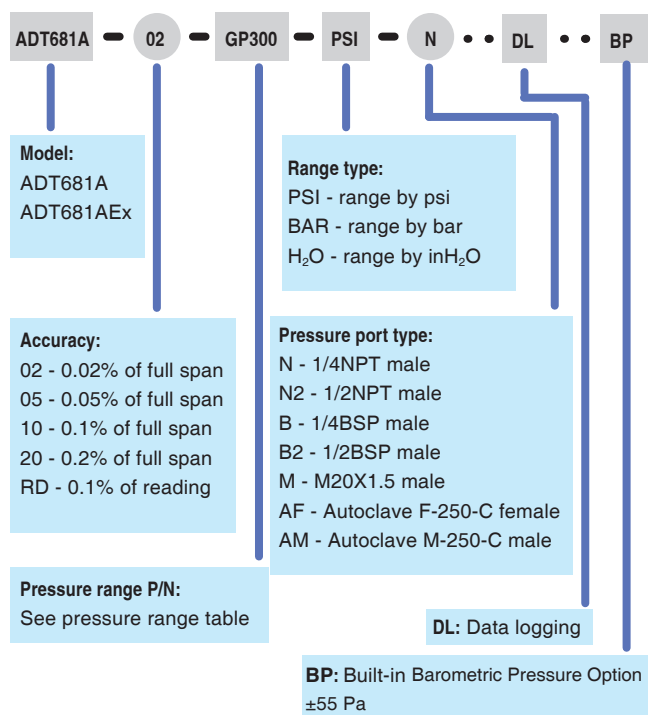 ADT681A - 02 - GP300 - PSI - N • • DL • • BP
Model:
ADT681A
ADT681AEx
Range type:
PSI - range by psi
BAR - range by bar
H₂O - range by inH₂O
Accuracy:
02 - 0.02% of full span
05 - 0.05% of full span
10 - 0.1% of full span
20 - 0.2% of full span
RD - 0.1% of reading
Pressure port type:
N - 1/4NPT male
N2 - 1/2NPT male
B - 1/4BSP male
B2 - 1/2BSP male
M - M20X1.5 male
AF - Autoclave F-250-C female
AM - Autoclave M-250-C male
Pressure range P/N:
See pressure range table
DL: Data logging
BP: Built-in Barometric Pressure Option
±55 Pa